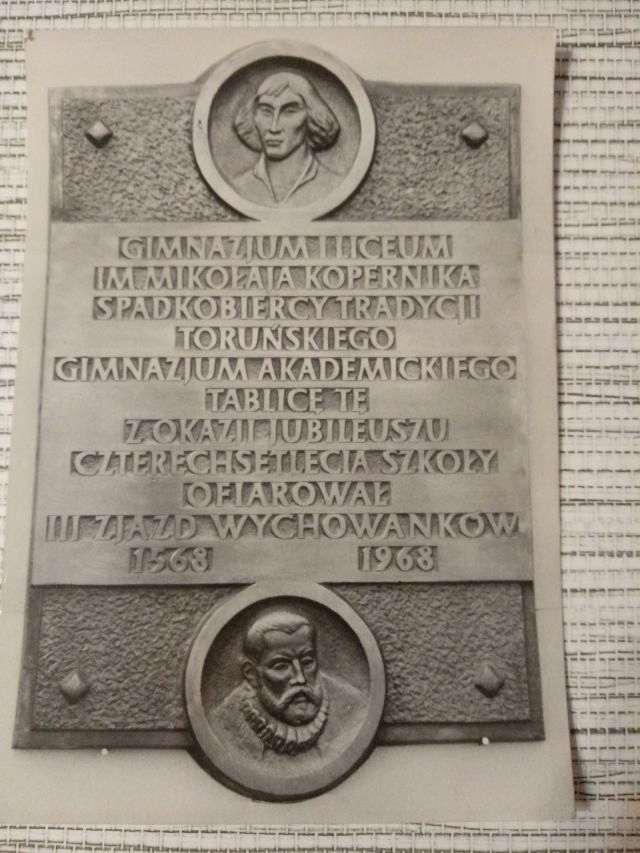 GIMNAZJUM I LICEUM
IM. MIKOŁAJA KOPERNIKA
SPADKOBIERCY TRADYCJI
TORUŃSKIEGO
GIMNAZJUM AKADEMICKIEGO
TABLICĘ TĘ
Z OKAZJI JUBILEUSZU
CZTERECHSETLECIA SZKOŁY
OFIAROWAŁ
III ZJAZD WYCHOWANKÓW
1568 1968